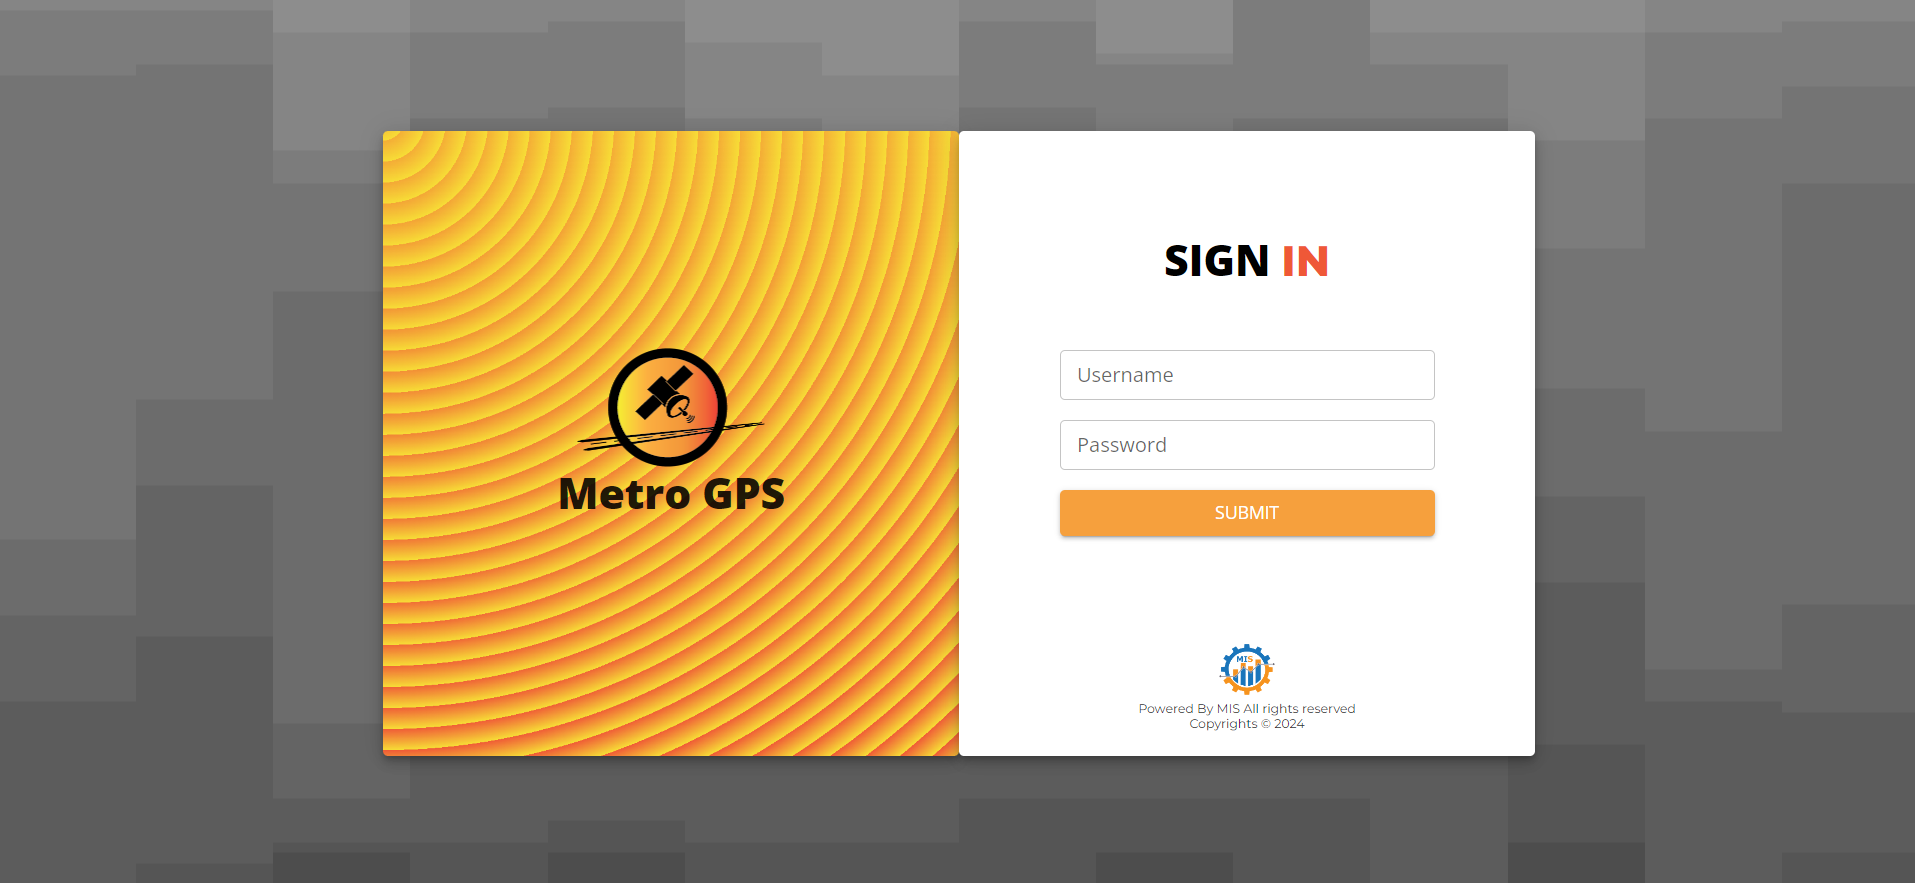 Metro GPS
SIGN IN
Username
Password
SUBMIT
MIS
Powered By MIS All rights reserved
Copyrights © 2024